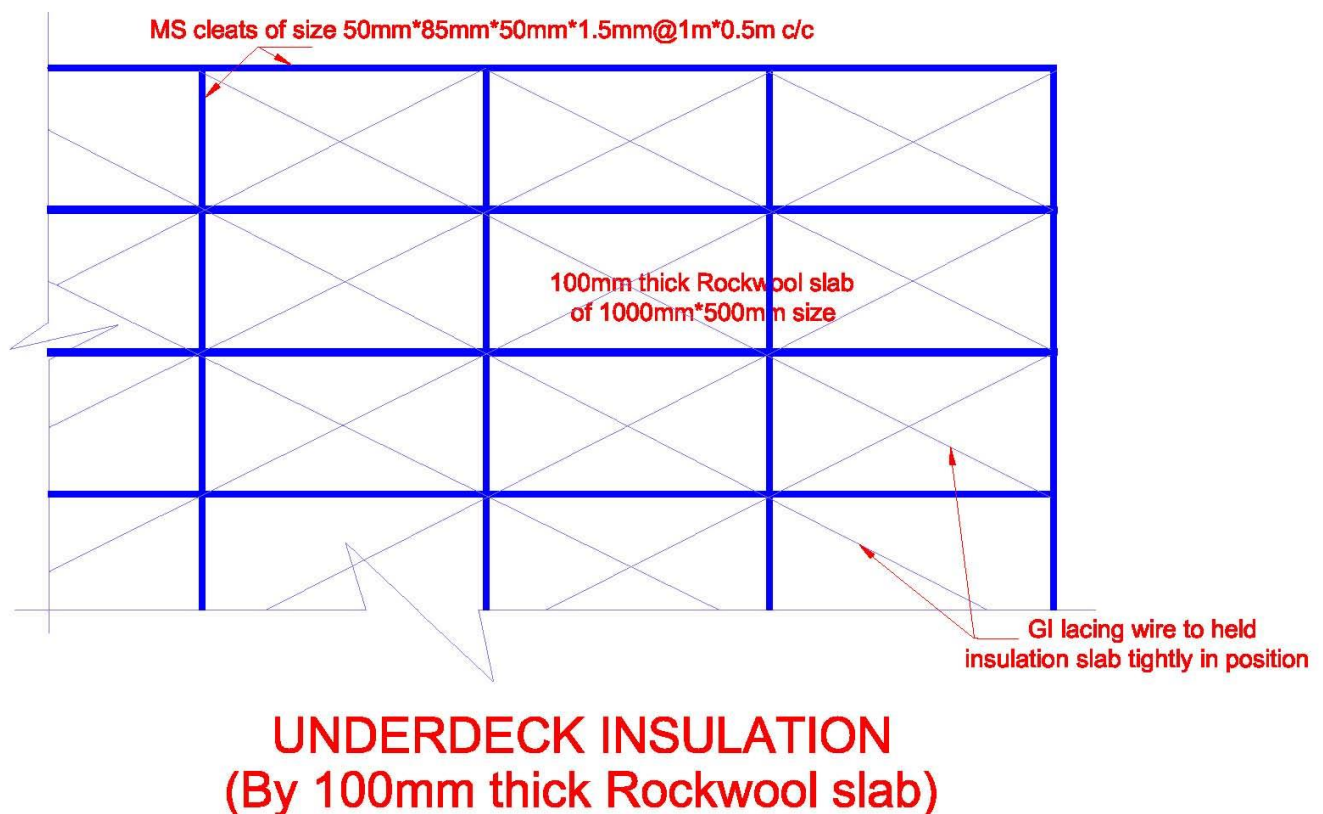 MS cleats of size 50mm*85mm*50mm*1.5mm@1m*0.5m c/c
100mm thick Rockwool slab
of 1000mm*500mm size
GI lacing wire to held
insulation slab tightly in position
UNDERDECK INSULATION
(By 100mm thick Rockwool slab)